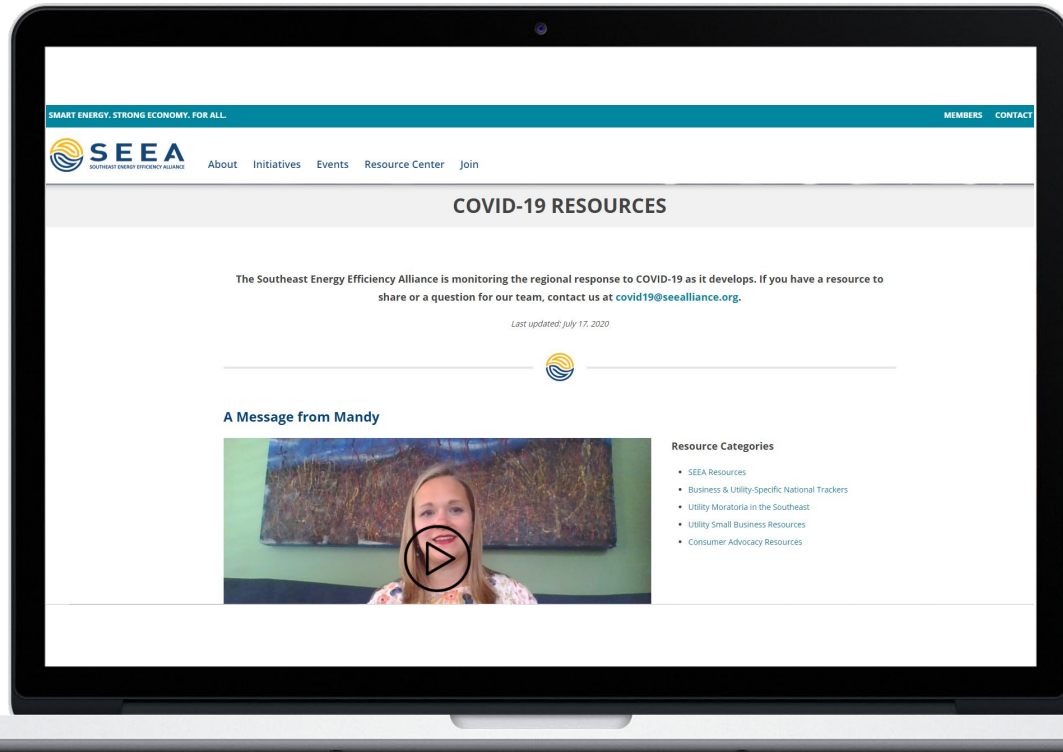 SMART ENERGY. STRONG ECONOMY. FOR ALL.
MEMBERS CONTACT
SEEA
SOUTHEAST ENERGY EFFICIENCY ALLIANCE
About Initiatives Events Resource Center Join
COVID-19 RESOURCES
The Southeast Energy Efficiency Alliance is monitoring the regional response to COVID-19 as it develops. If you have a resource to
share or a question for our team, contact us at covid19@seealliance.org.
Last updated: July 17, 2020
A Message from Mandy
Resource Categories
• SEEA Resources
• Business & Utility-Specific National Trackers
• Utility Moratoria in the Southeast
• Utility Small Business Resources
• Consumer Advocacy Resources